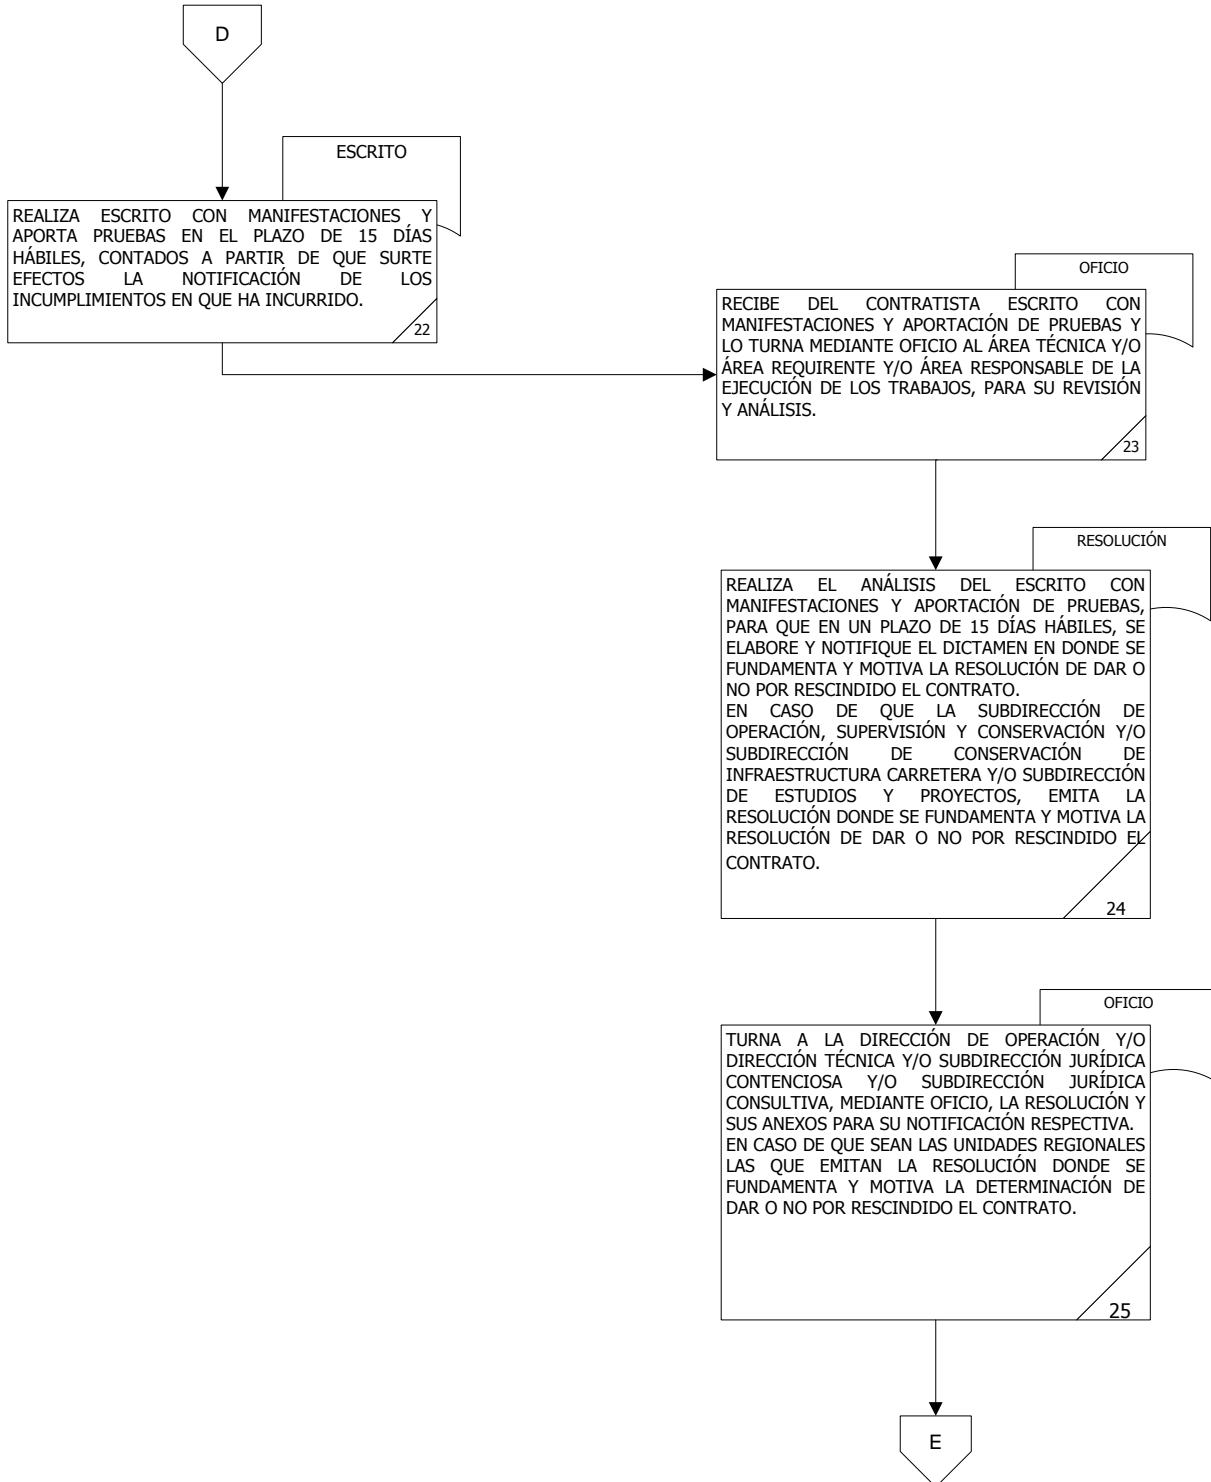 D
ESCRITO
REALIZA ESCRITO CON MANIFESTACIONES Y
APORTA PRUEBAS EN EL PLAZO DE 15 DÍAS
HÁBILES, CONTADOS A PARTIR DE QUE SURTE
EFECTOS LA NOTIFICACIÓN DE LOS
INCUMPLIMIENTOS EN QUE HA INCURRIDO.
22
OFICIO
RECIBE DEL CONTRATISTA ESCRITO CON
MANIFESTACIONES Y APORTACIÓN DE PRUEBAS Y
LO TURNA MEDIANTE OFICIO AL ÁREA TÉCNICA Y/O
ÁREA REQUIRENTE Y/O ÁREA RESPONSABLE DE LA
EJECUCIÓN DE LOS TRABAJOS, PARA SU REVISIÓN
Y ANÁLISIS.
23
RESOLUCIÓN
REALIZA EL ANÁLISIS DEL ESCRITO CON
MANIFESTACIONES Y APORTACIÓN DE PRUEBAS,
PARA QUE EN UN PLAZO DE 15 DÍAS HÁBILES, SE
ELABORE Y NOTIFIQUE EL DICTAMEN EN DONDE SE
FUNDAMENTA Y MOTIVA LA RESOLUCIÓN DE DAR O
NO POR RESCINDIDO EL CONTRATO.
EN CASO DE QUE LA SUBDIRECCIÓN DE
OPERACIÓN, SUPERVISIÓN Y CONSERVACIÓN Y/O
SUBDIRECCIÓN DE CONSERVACIÓN DE
INFRAESTRUCTURA CARRETERA Y/O SUBDIRECCIÓN
DE ESTUDIOS Y PROYECTOS, EMITA LA
RESOLUCIÓN DONDE SE FUNDAMENTA Y MOTIVA LA
RESOLUCIÓN DE DAR O NO POR RESCINDIDO EL
CONTRATO.
24
OFICIO
TURNA A LA DIRECCIÓN DE OPERACIÓN Y/O
DIRECCIÓN TÉCNICA Y/O SUBDIRECCIÓN JURÍDICA
CONTENCIOSA Y/O SUBDIRECCIÓN JURÍDICA
CONSULTIVA, MEDIANTE OFICIO, LA RESOLUCIÓN Y
SUS ANEXOS PARA SU NOTIFICACIÓN RESPECTIVA.
EN CASO DE QUE SEAN LAS UNIDADES REGIONALES
LAS QUE EMITAN LA RESOLUCIÓN DONDE SE
FUNDAMENTA Y MOTIVA LA DETERMINACIÓN DE
DAR O NO POR RESCINDIDO EL CONTRATO.
25
E